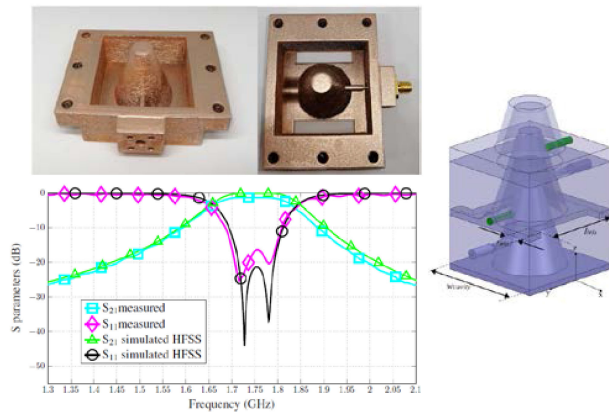 0
-10
-20
-30
-40
-50
S parameters (dB)
S21measured
S11measured
S21 simulated HFSS
S11 simulated HFSS
1.3 1.35 1.4 1.45 1.5 1.55 1.6 1.65 1.7 1.75 1.8 1.85 1.9 1.95 2 2.05 2.1
Frequency (GHz)
Wcavity
z
y
x